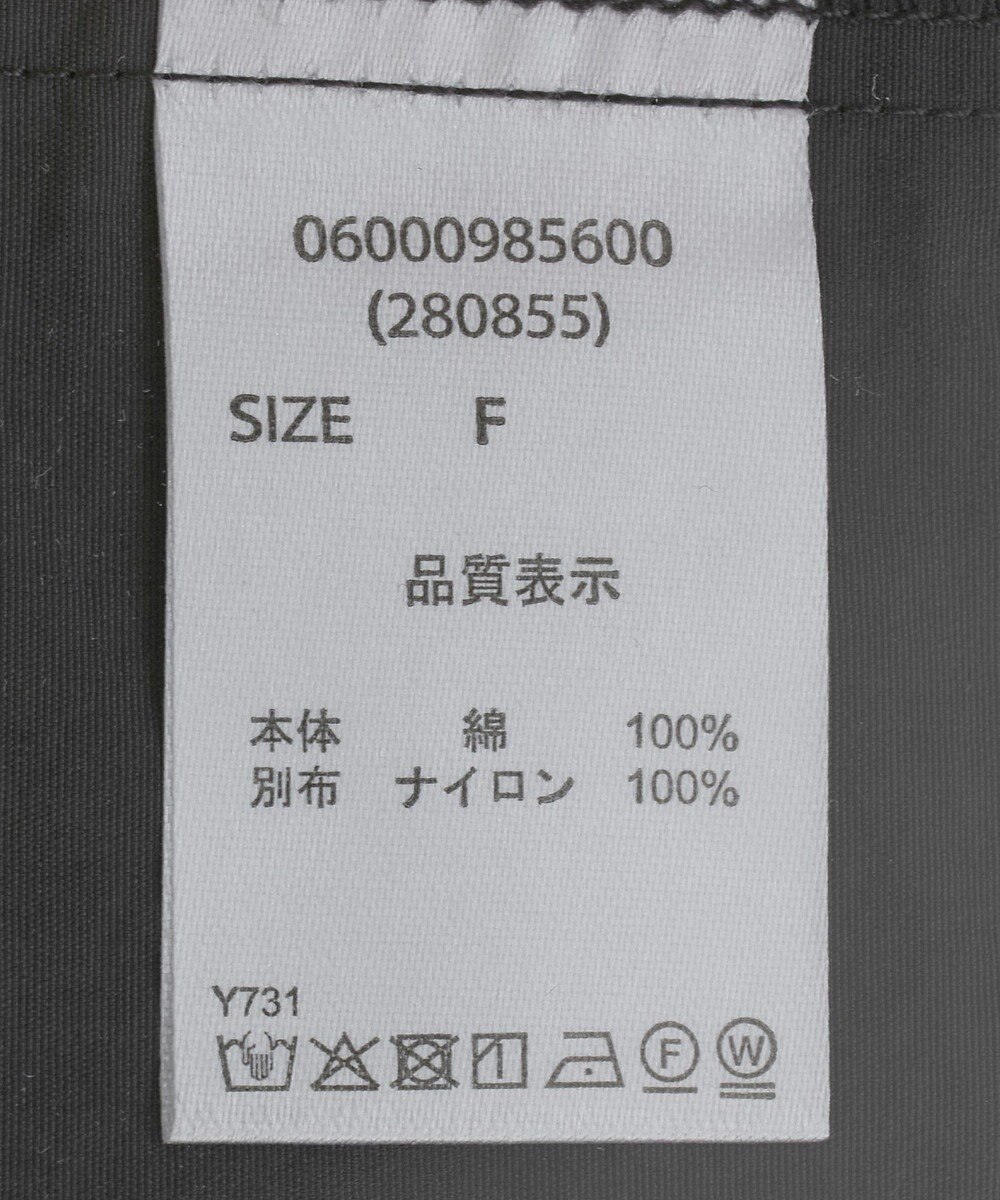 06000985600
(280855)
SIZE F
品質表示
本体 綿 100%
別布 ナイロン 100%
Y731
F W